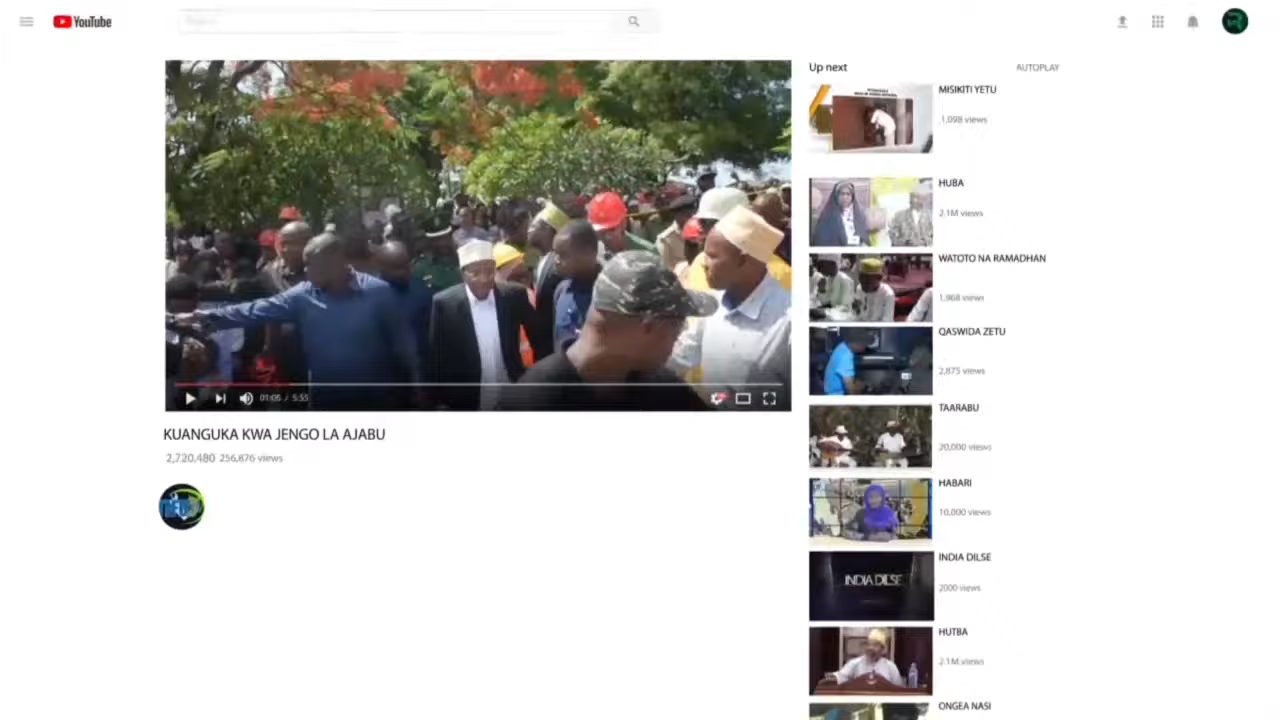 YouTube
KUANGUKA KWA JENGO LA AJABU
2,720,480 256,876 views
01:06 / 5:55
Up next
AUTOPLAY
MISIKITI YETU
1,098 views
HUBA
2.1M views
WATOTO NA RAMADHAN
1,968 views
QASWIDA ZETU
2,875 views
TAARABU
20,000 views
HABARI
10,000 views
INDIA DILSE
INDIA DILSE
2000 views
HUTBA
2.1M views
ONGEA NASI